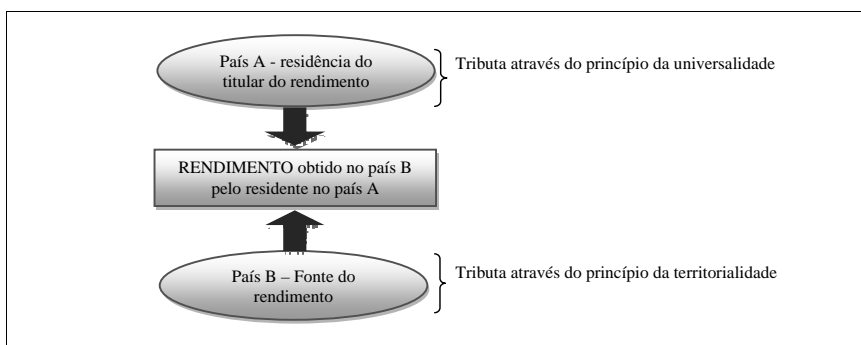 País A - residência do
titular do rendimento
Tributa através do princípio da universalidade
RENDIMENTO obtido no país B
pelo residente no país A
País B – Fonte do
rendimento
Tributa através do princípio da territorialidade